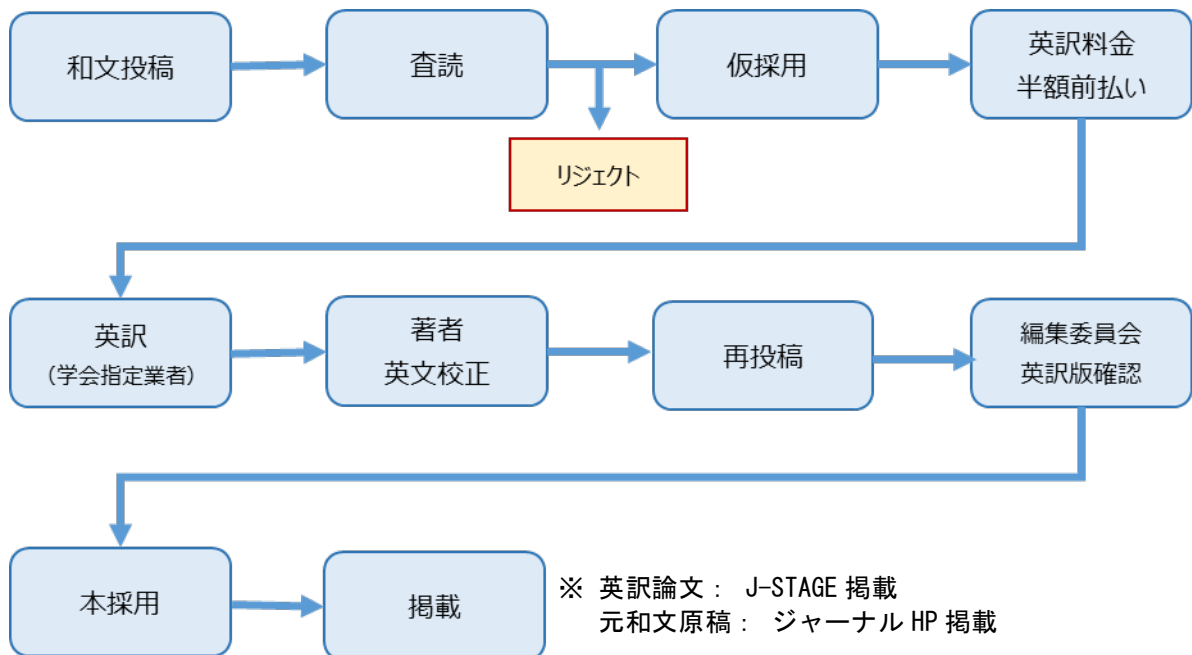 和文投稿
査読
仮採用
英訳料金
半額前払い
リジェクト
英訳
（学会指定業者）
著者
英文校正
再投稿
編集委員会
英訳版確認
本採用
掲載
※ 英訳論文： J-STAGE 掲載
元和文原稿： ジャーナル HP 掲載